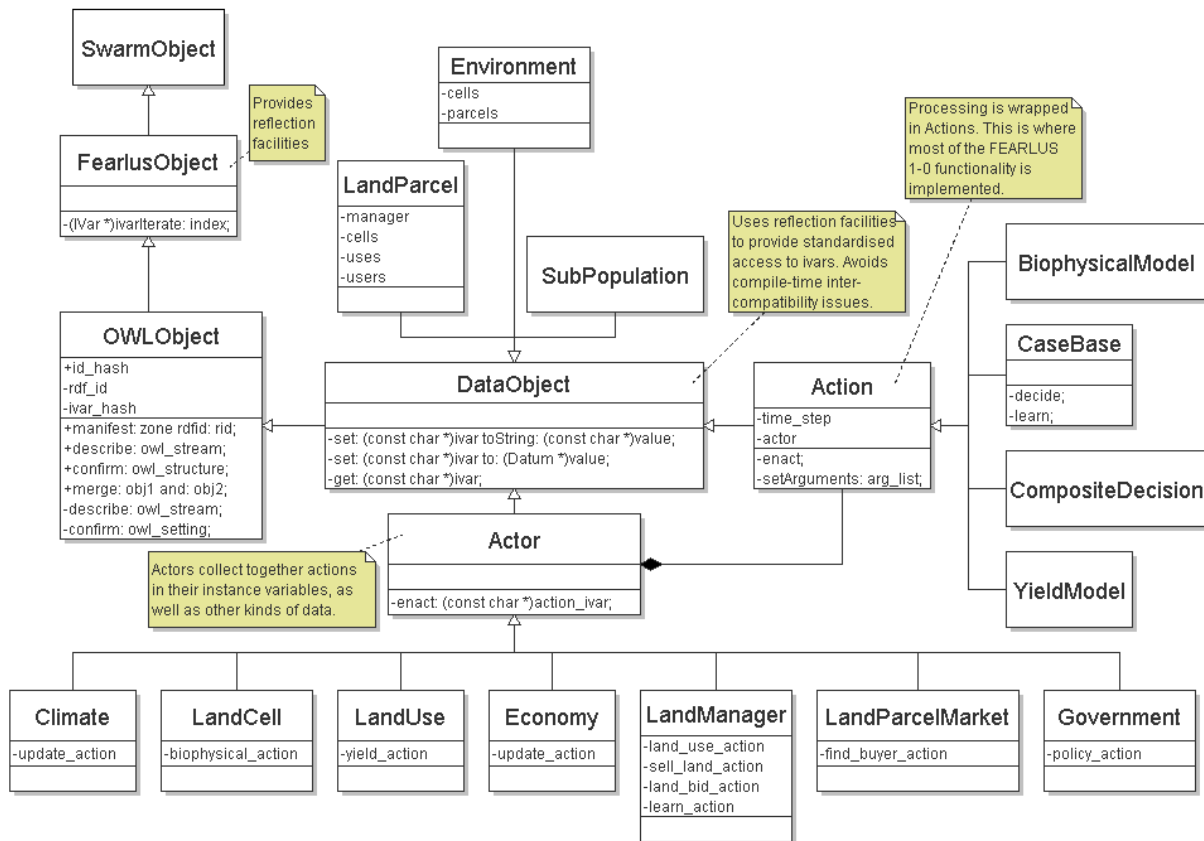 SwarmObject
Provides
reflection
facilities
FearlusObject
-(IVar *)ivarIterate: index;
Environment
-cells
-parcels
Processing is wrapped
in Actions. This is where
most of the FEARLUS
1-0 functionality is
implemented.
LandParcel
-manager
-cells
-uses
-users
SubPopulation
Uses reflection facilities
to provide standardised
access to ivars. Avoids
compile-time inter-
compatibility issues.
BiophysicalModel
OWLObject
+id_hash
-rdf_id
-ivar_hash
+manifest: zone rdfid: rid;
+describe: owl_stream;
+confirm: owl_structure;
+merge: obj1 and: obj2;
-describe: owl_stream;
-confirm: owl_setting;
DataObject
-set: (const char *)ivar toString: (const char *)value;
-set: (const char *)ivar to: (Datum *)value;
-get: (const char *)ivar;
Action
-time_step
-actor
-enact;
-setArguments: arg_list;
CaseBase
-decide;
-learn;
CompositeDecision
YieldModel
Actors collect together actions
in their instance variables, as
well as other kinds of data.
Actor
-enact: (const char *)action_ivar;
Climate
-update_action
LandCell
-biophysical_action
LandUse
-yield_action
Economy
-update_action
LandManager
-land_use_action
-sell_land_action
-land_bid_action
-learn_action
LandParcelMarket
-find_buyer_action
Government
-policy_action